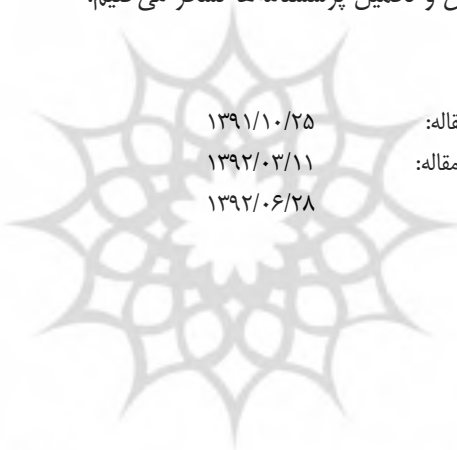 و تکمیل پرسشنامه‌ها تشکر می‌کنیم.
قاله: ۱۳۹۱/۱۰/۲۵
مقاله: ۱۳۹۲/۰۳/۱۱
۱۳۹۲/۰۶/۲۸